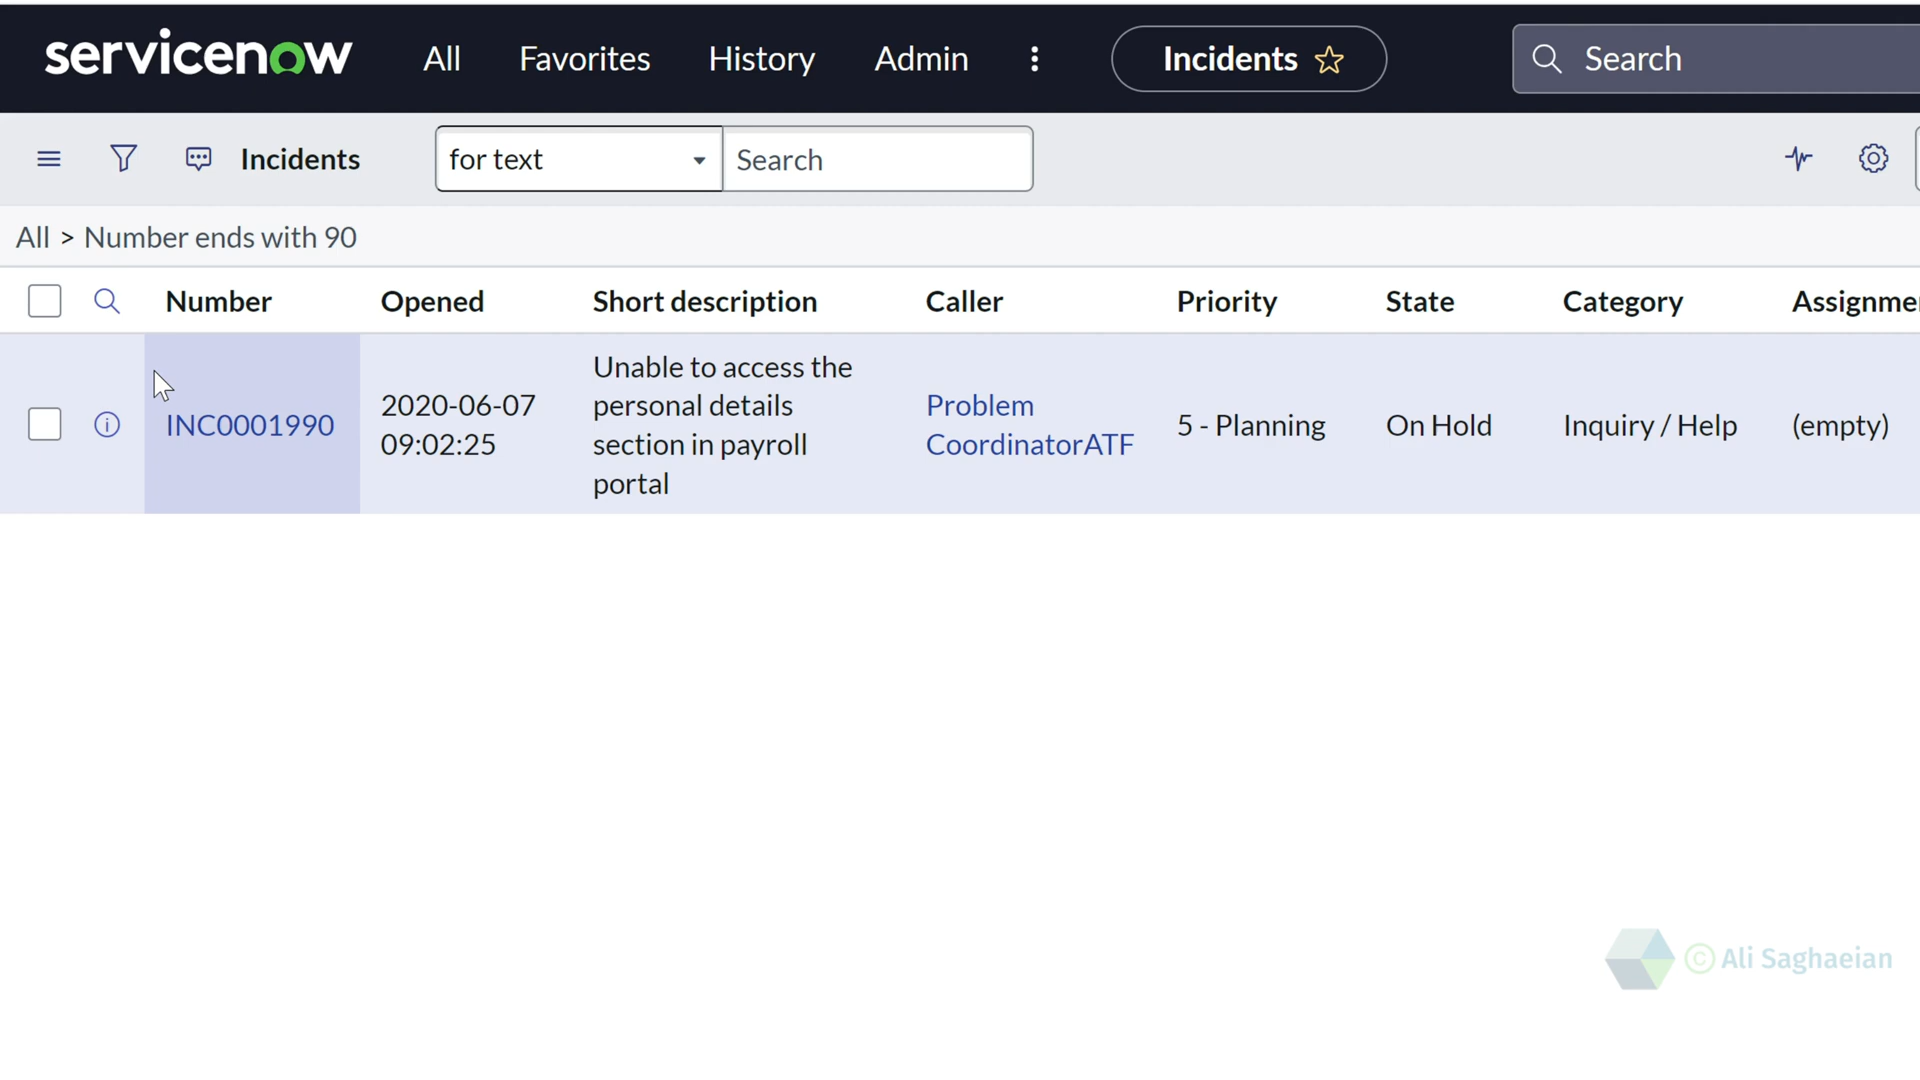 servicenow All Favorites History Admin Incidents Search
Incidents for text Search
All > Number ends with 90
Number Opened Short description Caller Priority State Category Assignme
INC0001990
2020-06-07
09:02:25
Unable to access the
personal details
section in payroll
portal
Problem
CoordinatorATF
5 - Planning
On Hold
Inquiry / Help
(empty)
© Ali Saghaeian